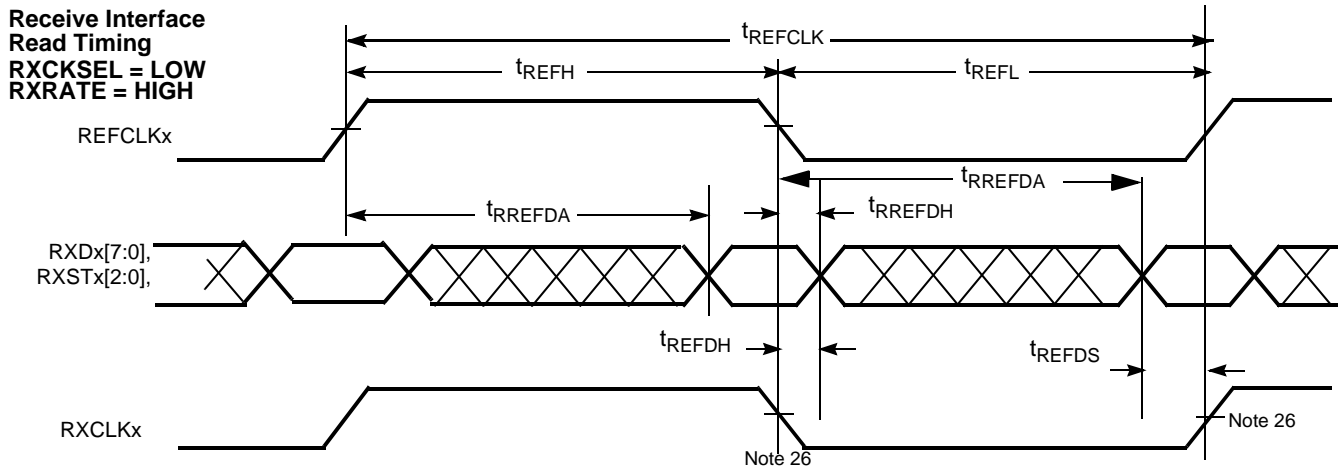 Receive Interface
Read Timing
RXCKSEL = LOW
RXRATE = HIGH
tREFCLK
tREFH
tREFL
REFCLKx
tRREFDA
tRREFDA
tRREFDH
RXDx[7:0],
RXSTx[2:0],
tREFDH
tREFDS
RXCLKx
Note 26
Note 26